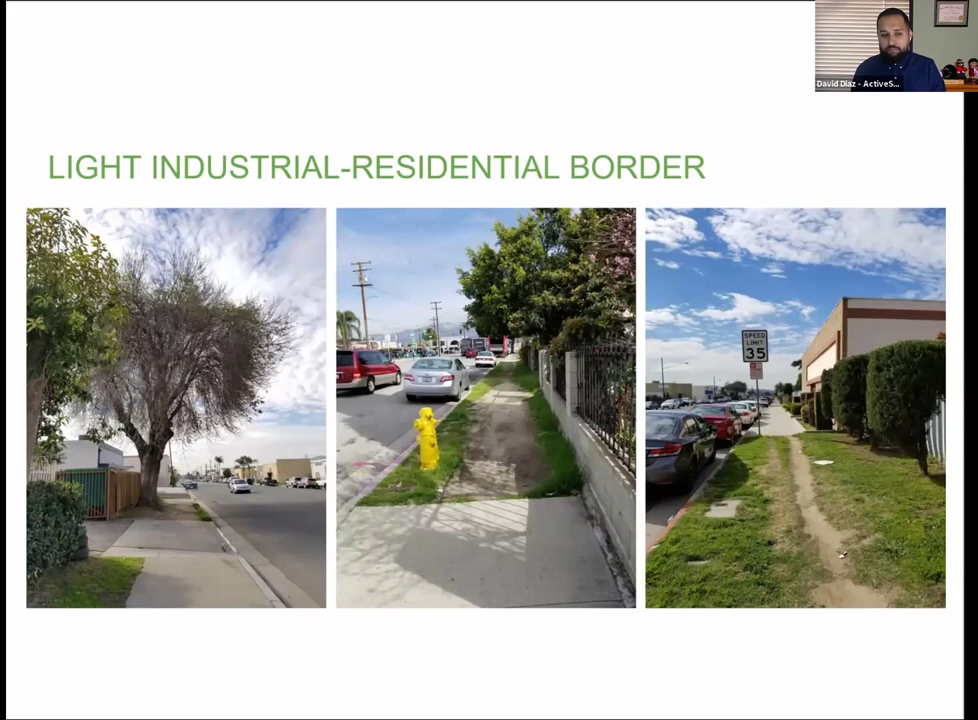 David Diaz - ActiveS...
LIGHT INDUSTRIAL-RESIDENTIAL BORDER
SPEED
LIMIT
35